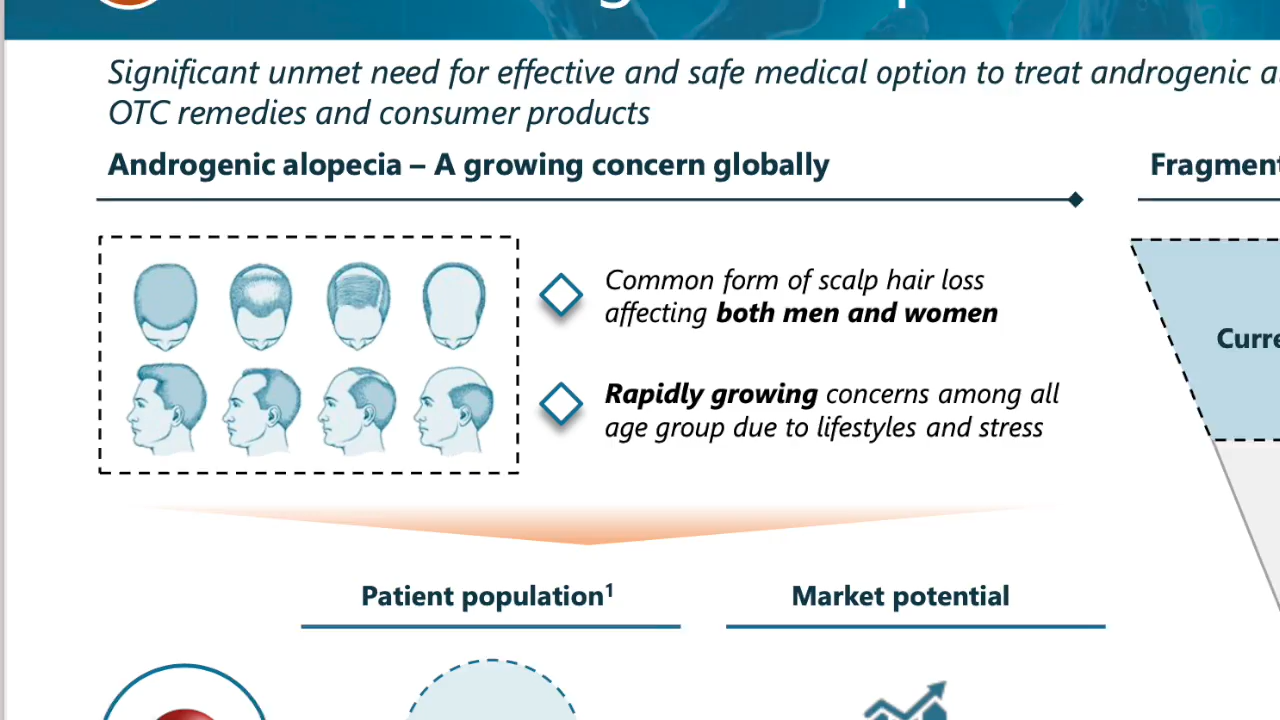 Significant unmet need for effective and safe medical option to treat androgenic
OTC remedies and consumer products
Androgenic alopecia – A growing concern globally
Common form of scalp hair loss
affecting both men and women
Rapidly growing concerns among all
age group due to lifestyles and stress
Patient population¹
Market potential